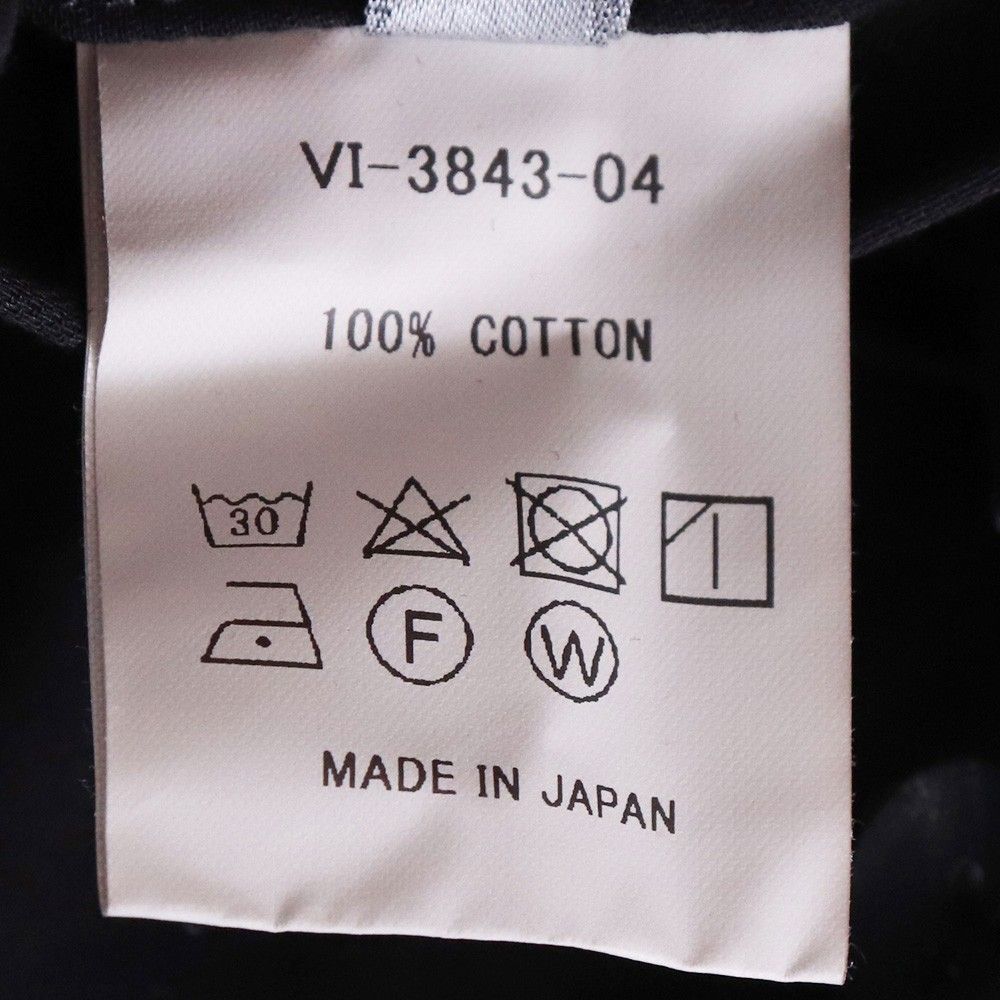 VI-3843-04
100% COTTON
30
F W
MADE IN JAPAN